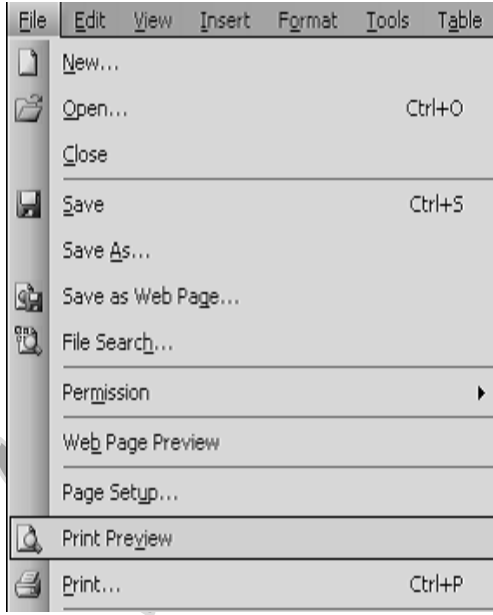 File Edit View Insert Format Tools Table
New...
Open... Ctrl+O
Close
Save Ctrl+S
Save As...
Save as Web Page...
File Search...
Permission
Web Page Preview
Page Setup...
Print Preview
Print... Ctrl+P